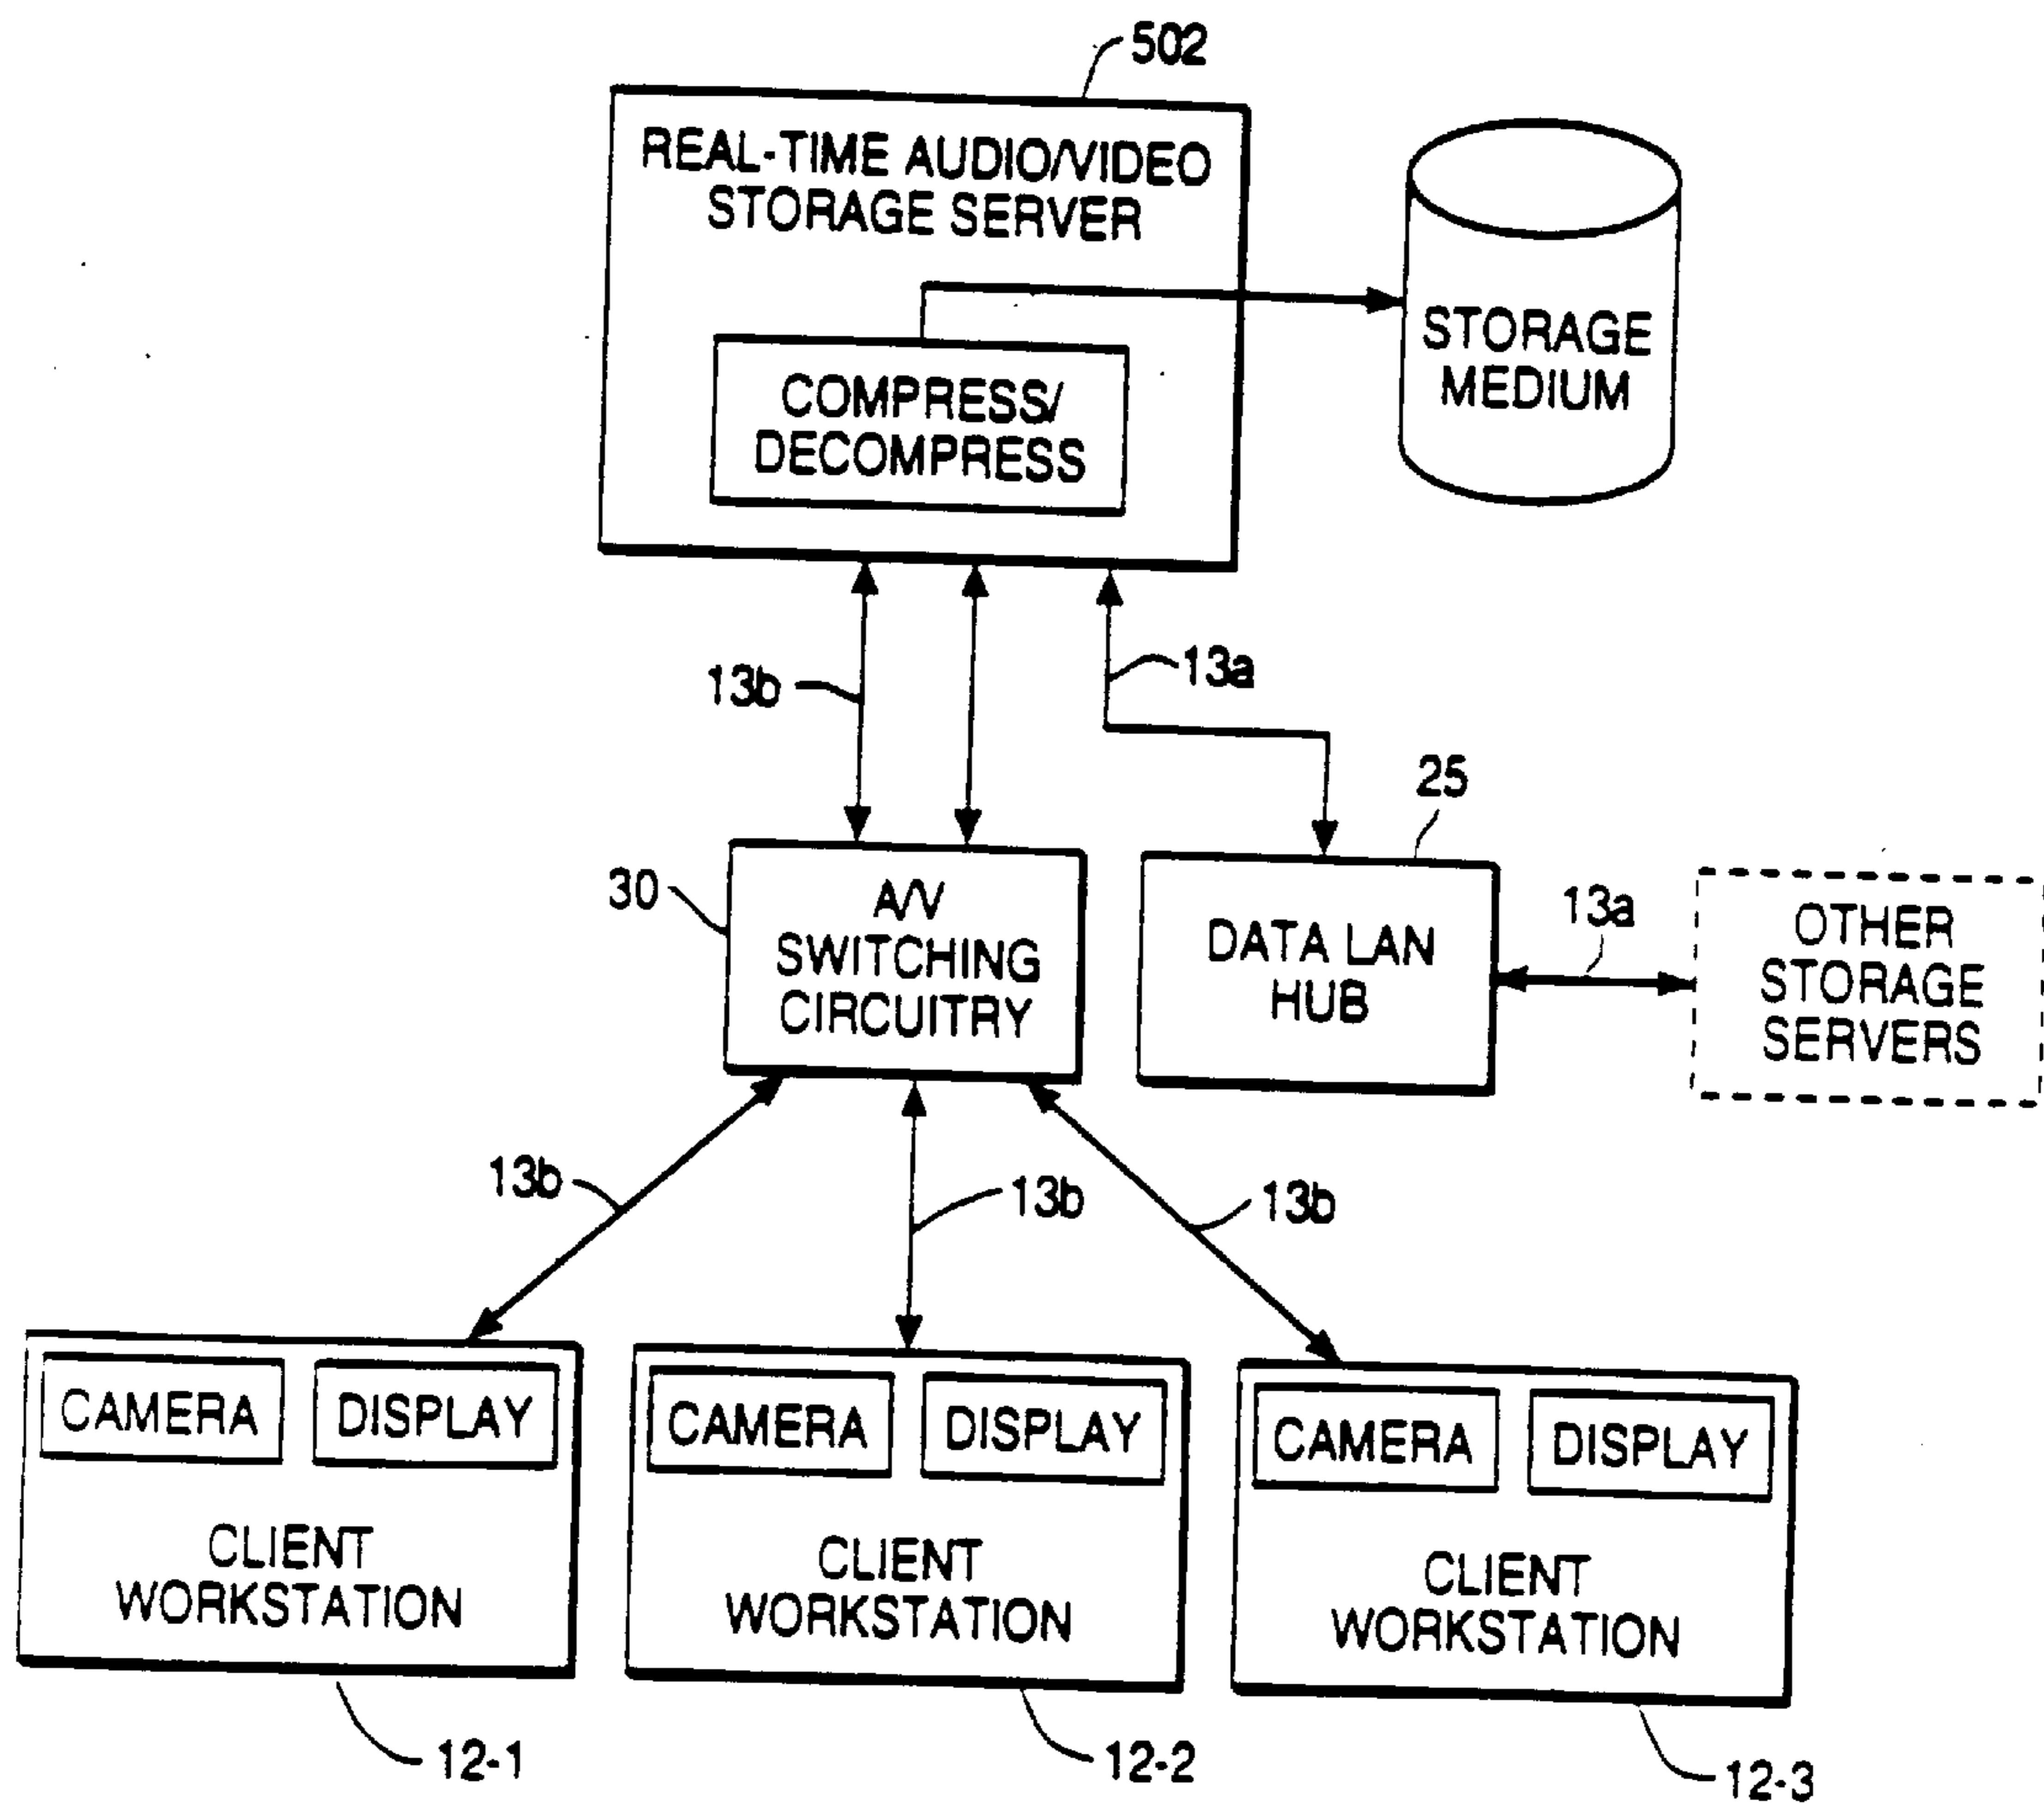 502
REAL-TIME AUDIO/VIDEO
STORAGE SERVER
COMPRESS/
DECOMPRESS
STORAGE
MEDIUM
13b
13a
25
30
A/V
SWITCHING
CIRCUITRY
DATA LAN
HUB
13a
OTHER
STORAGE
SERVERS
13b
13b
13b
CAMERA
DISPLAY
CLIENT
WORKSTATION
CAMERA
DISPLAY
CLIENT
WORKSTATION
CAMERA
DISPLAY
CLIENT
WORKSTATION
12-1
12-2
12-3